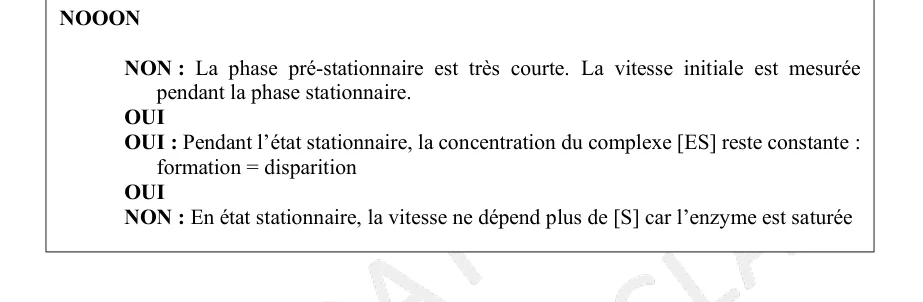 NOOON
NON : La phase pré-stationnaire est très courte. La vitesse initiale est mesurée
pendant la phase stationnaire.
OUI
OUI : Pendant l’état stationnaire, la concentration du complexe [ES] reste constante :
formation = disparition
OUI
NON : En état stationnaire, la vitesse ne dépend plus de [S] car l’enzyme est saturée